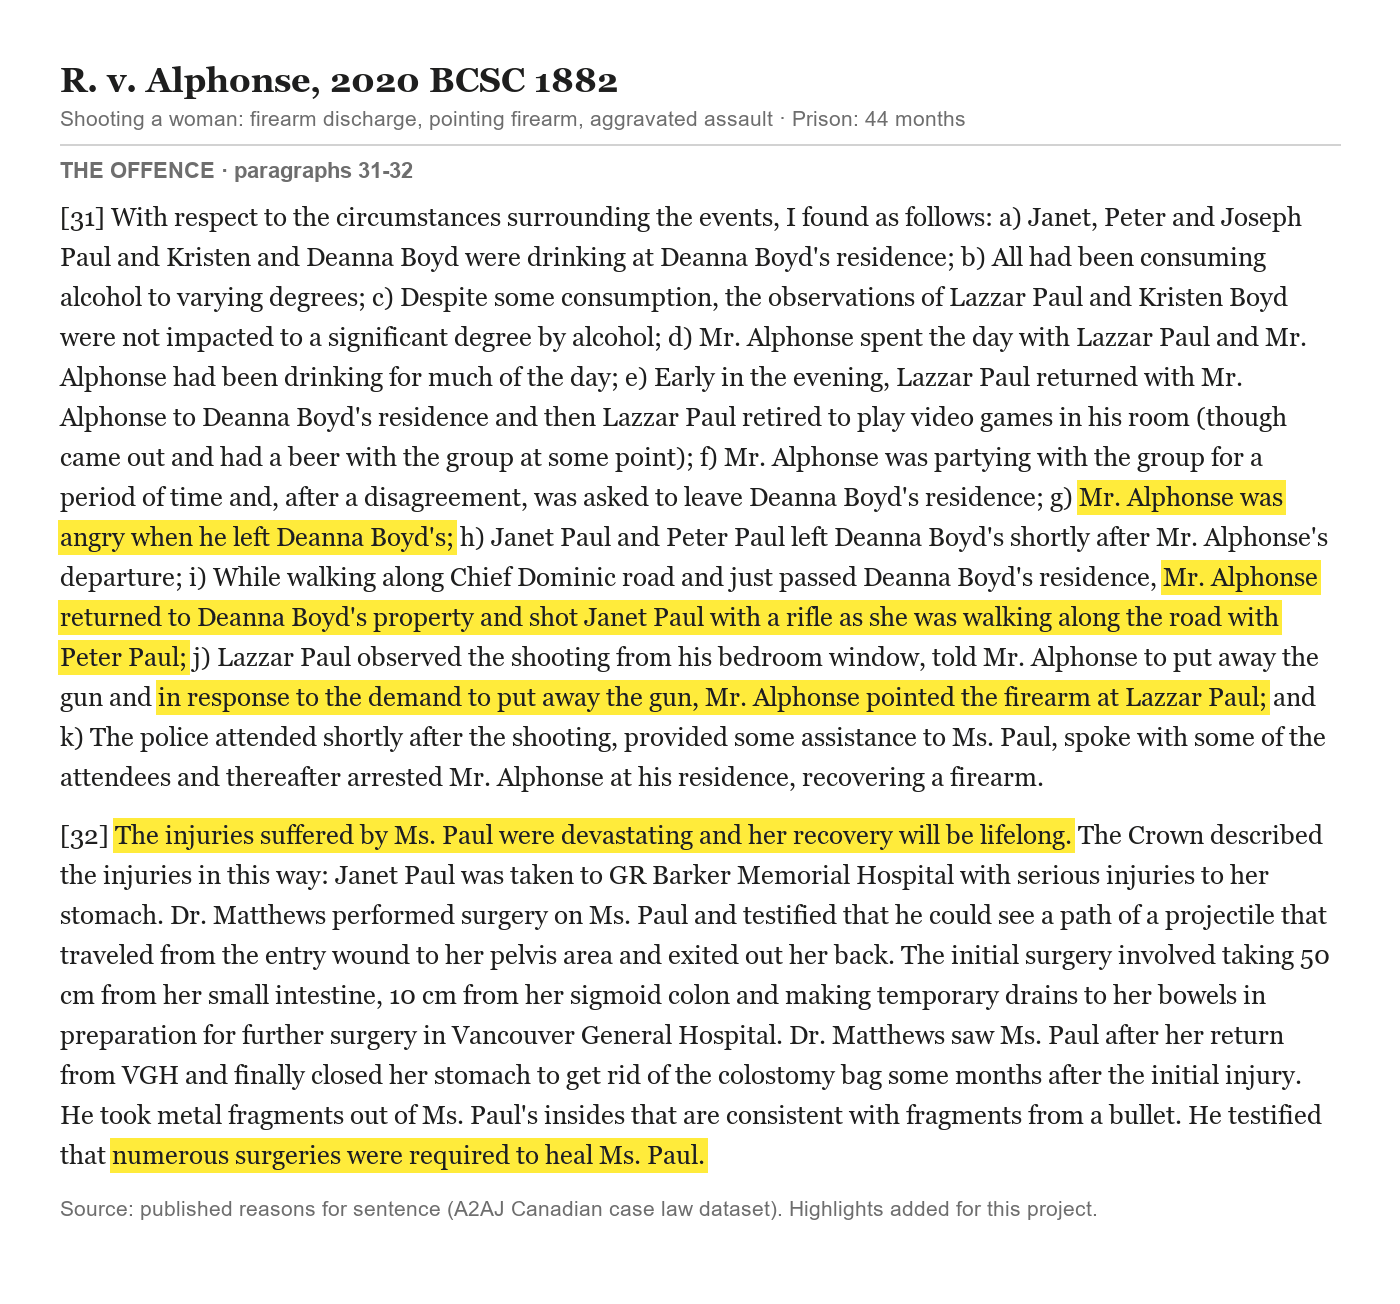 R. v. Alphonse, 2020 BCSC 1882
Shooting a woman: firearm discharge, pointing firearm, aggravated assault · Prison: 44 months
THE OFFENCE · paragraphs 31-32
[31] With respect to the circumstances surrounding the events, I found as follows: a) Janet, Peter and Joseph
Paul and Kristen and Deanna Boyd were drinking at Deanna Boyd's residence; b) All had been consuming
alcohol to varying degrees; c) Despite some consumption, the observations of Lazzar Paul and Kristen Boyd
were not impacted to a significant degree by alcohol; d) Mr. Alphonse spent the day with Lazzar Paul and Mr.
Alphonse had been drinking for much of the day; e) Early in the evening, Lazzar Paul returned with Mr.
Alphonse to Deanna Boyd's residence and then Lazzar Paul retired to play video games in his room (though
came out and had a beer with the group at some point); f) Mr. Alphonse was partying with the group for a
period of time and, after a disagreement, was asked to leave Deanna Boyd's residence; g) Mr. Alphonse was
angry when he left Deanna Boyd's; h) Janet Paul and Peter Paul left Deanna Boyd's shortly after Mr. Alphonse's
departure; i) While walking along Chief Dominic road and just passed Deanna Boyd's residence, Mr. Alphonse
returned to Deanna Boyd's property and shot Janet Paul with a rifle as she was walking along the road with
Peter Paul; j) Lazzar Paul observed the shooting from his bedroom window, told Mr. Alphonse to put away the
gun and in response to the demand to put away the gun, Mr. Alphonse pointed the firearm at Lazzar Paul; and
k) The police attended shortly after the shooting, provided some assistance to Ms. Paul, spoke with some of the
attendees and thereafter arrested Mr. Alphonse at his residence, recovering a firearm.
[32] The injuries suffered by Ms. Paul were devastating and her recovery will be lifelong. The Crown described
the injuries in this way: Janet Paul was taken to GR Barker Memorial Hospital with serious injuries to her
stomach. Dr. Matthews performed surgery on Ms. Paul and testified that he could see a path of a projectile that
traveled from the entry wound to her pelvis area and exited out her back. The initial surgery involved taking 50
cm from her small intestine, 10 cm from her sigmoid colon and making temporary drains to her bowels in
preparation for further surgery in Vancouver General Hospital. Dr. Matthews saw Ms. Paul after her return
from VGH and finally closed her stomach to get rid of the colostomy bag some months after the initial injury.
He took metal fragments out of Ms. Paul's insides that are consistent with fragments from a bullet. He testified
that numerous surgeries were required to heal Ms. Paul.
Source: published reasons for sentence (A2AJ Canadian case law dataset). Highlights added for this project.